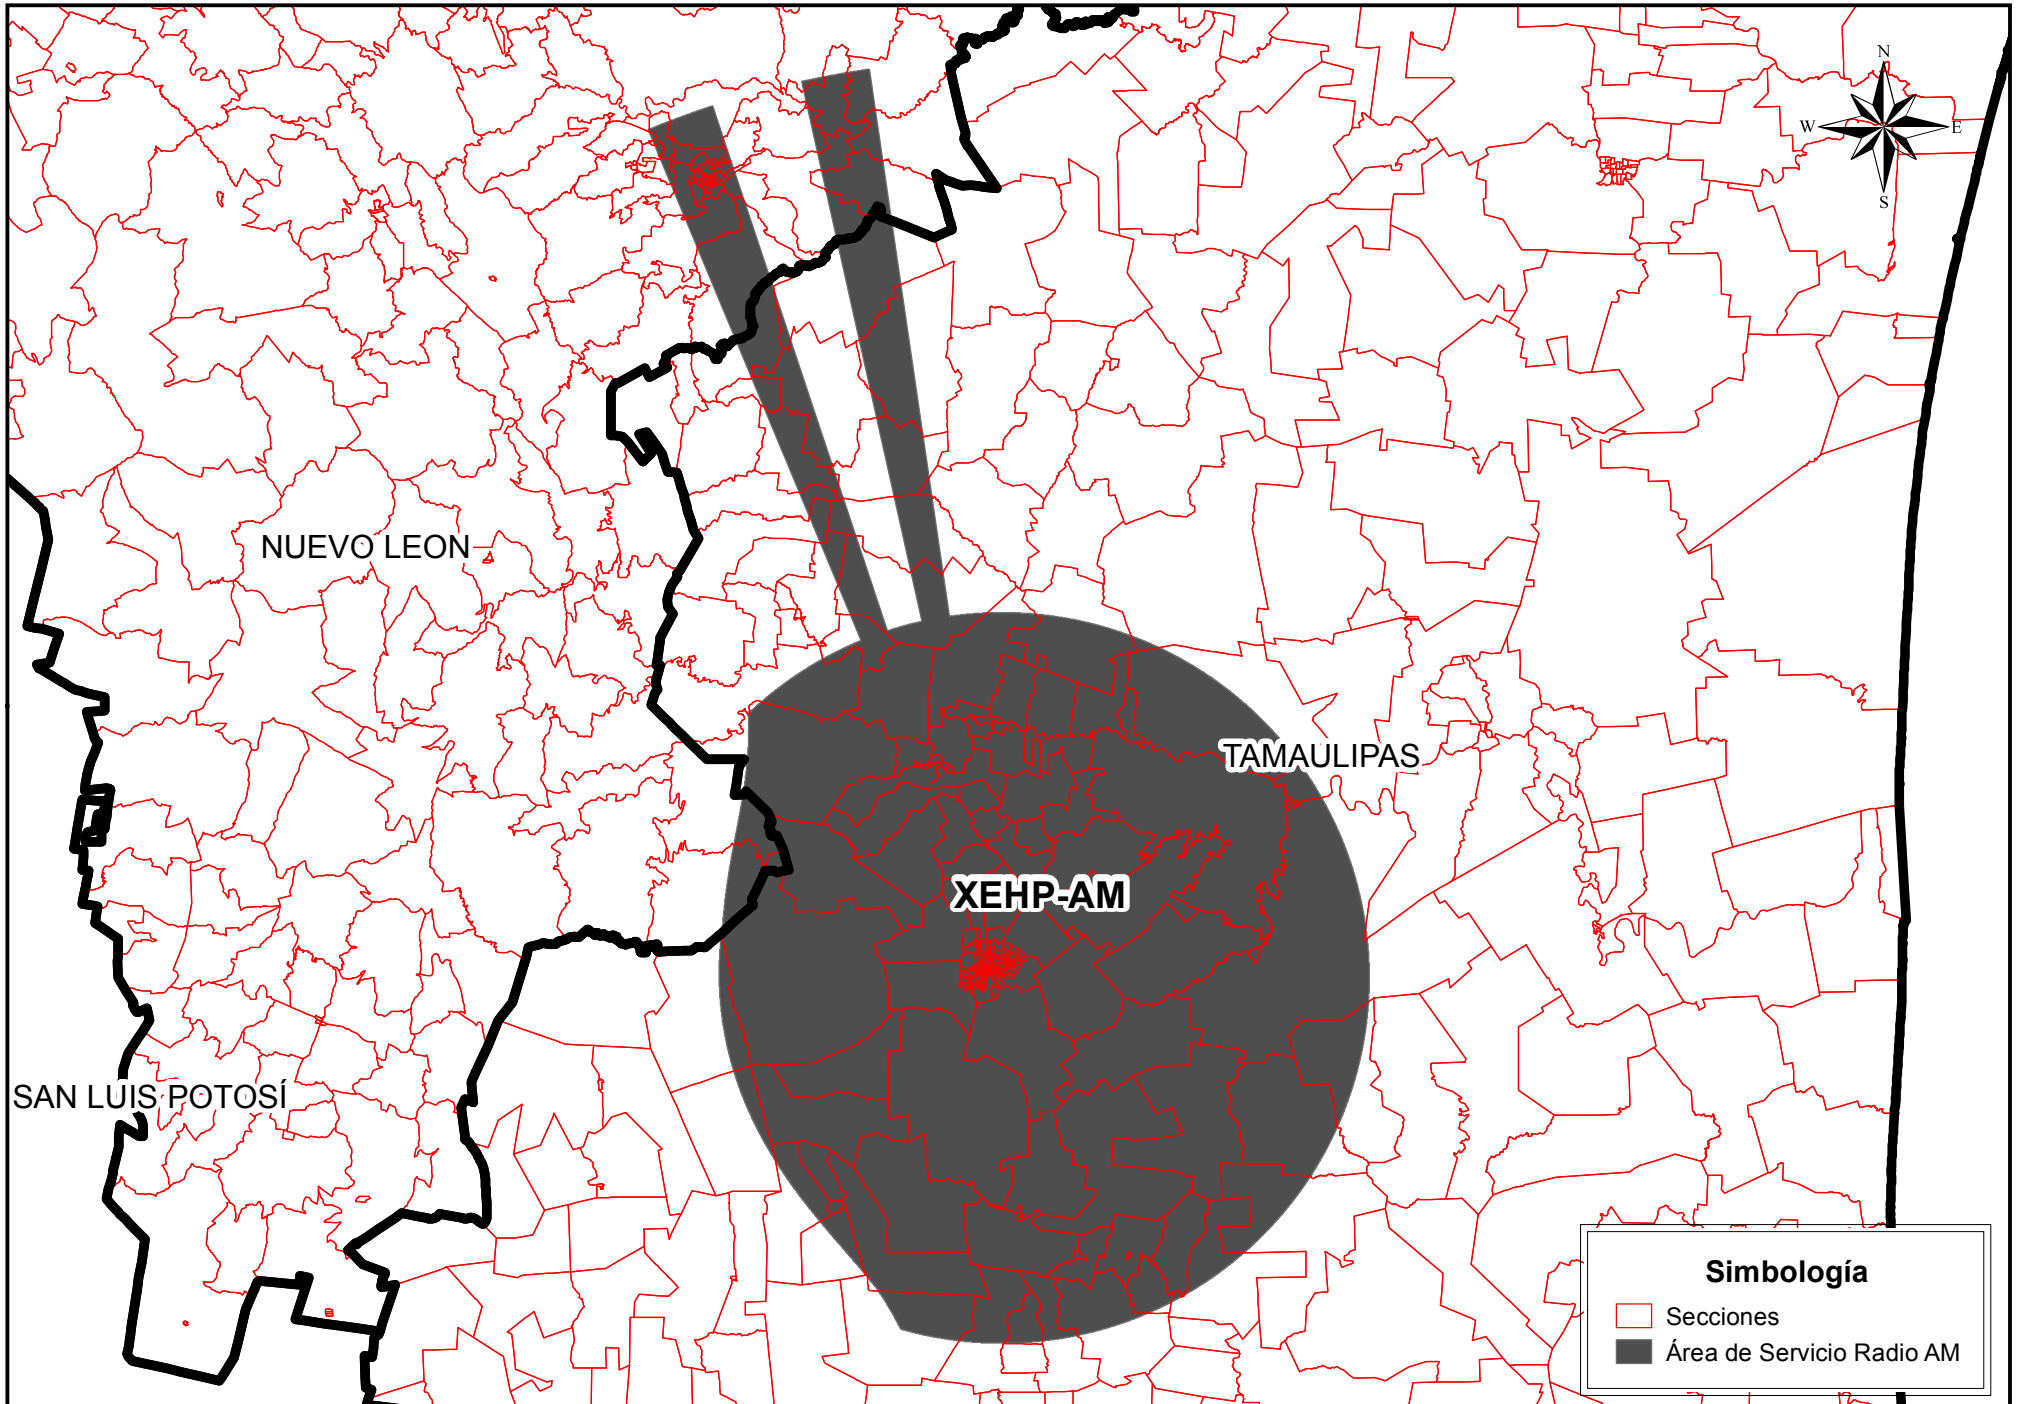 N
W E
S
NUEVO LEON
TAMAULIPAS
XEHP-AM
SAN LUIS POTOSÍ
Simbología
Secciones
Área de Servicio Radio AM